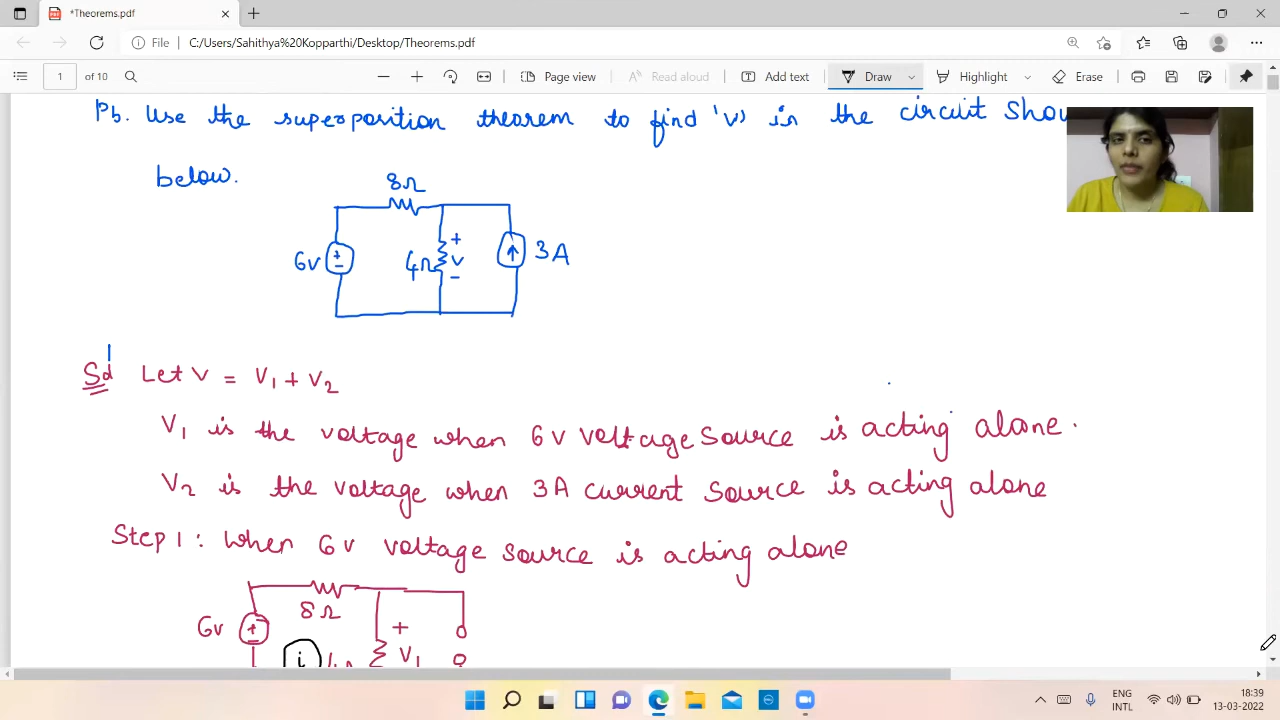 *Theorems.pdf
File
C:/Users/Sahithya%20Kopparthi/Desktop/Theorems.pdf
1 of 10
Page view
Read aloud
Add text
Draw
Highlight
Erase
Pb. Use the superposition theorem to find 'v' in the circuit Show
below.
8Ω
6v + - 4Ω + v - 3A
Sol Let V = V1 + V2
V1 is the voltage when 6v voltage source is acting alone.
V2 is the voltage when 3A current source is acting alone
Step 1: When 6v voltage source is acting alone
8Ω
6v + - + V1
i 4Ω
ENG 18:39
INTL 13-03-2022